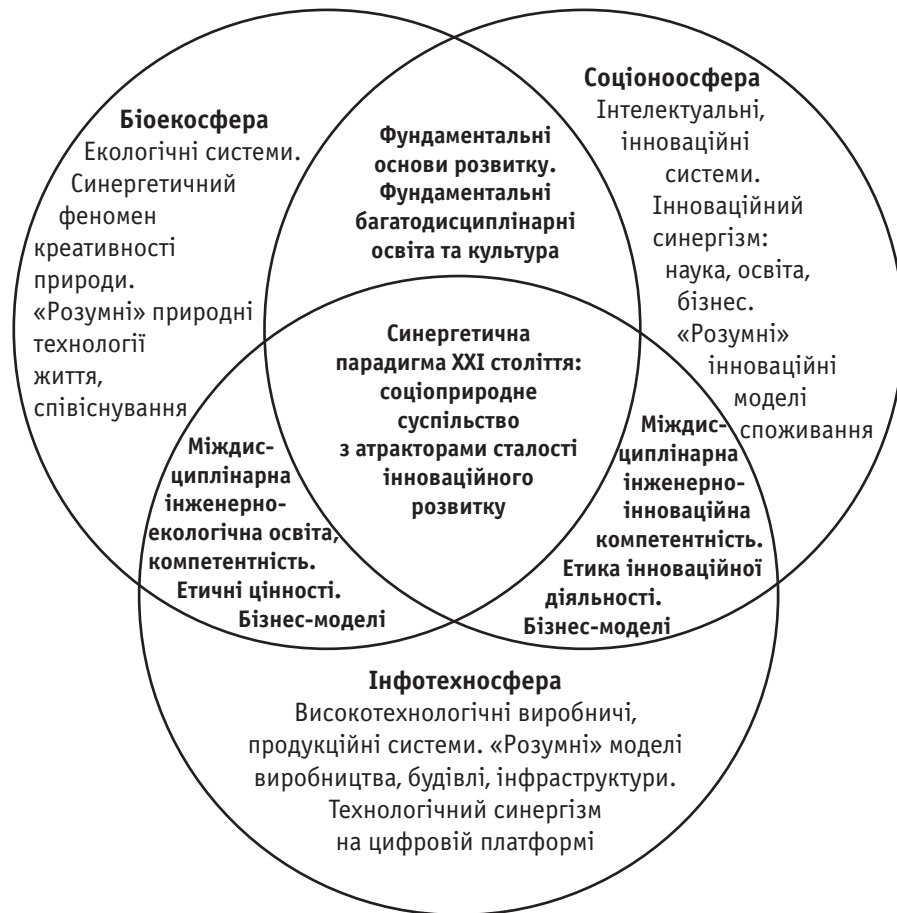 Біоекосфера
Екологічні системи.
Синергетичний
феномен
креативності
природи.
«Розумні» природні
технології
життя,
співіснування
Фундаментальні
основи розвитку.
Фундаментальні
багатодисциплінарні
освіта та культура
Соціоноосфера
Інтелектуальні,
інноваційні
системи.
Інноваційний
синергізм:
наука, освіта,
бізнес.
«Розумні»
інноваційні
моделі
споживання
Синергетична
парадигма XXI століття:
соціоприродне
суспільство
з атракторами сталості
інноваційного
розвитку
Міждис-
циплінарна
інженерно-
екологічна освіта,
компетентність.
Етичні цінності.
Бізнес-моделі
Міждис-
циплінарна
інженерно-
інноваційна
компетентність.
Етика інноваційної
діяльності.
Бізнес-моделі
Інфотехносфера
Високотехнологічні виробничі,
продукційні системи. «Розумні» моделі
виробництва, будівлі, інфраструктури.
Технологічний синергізм
на цифровій платформі